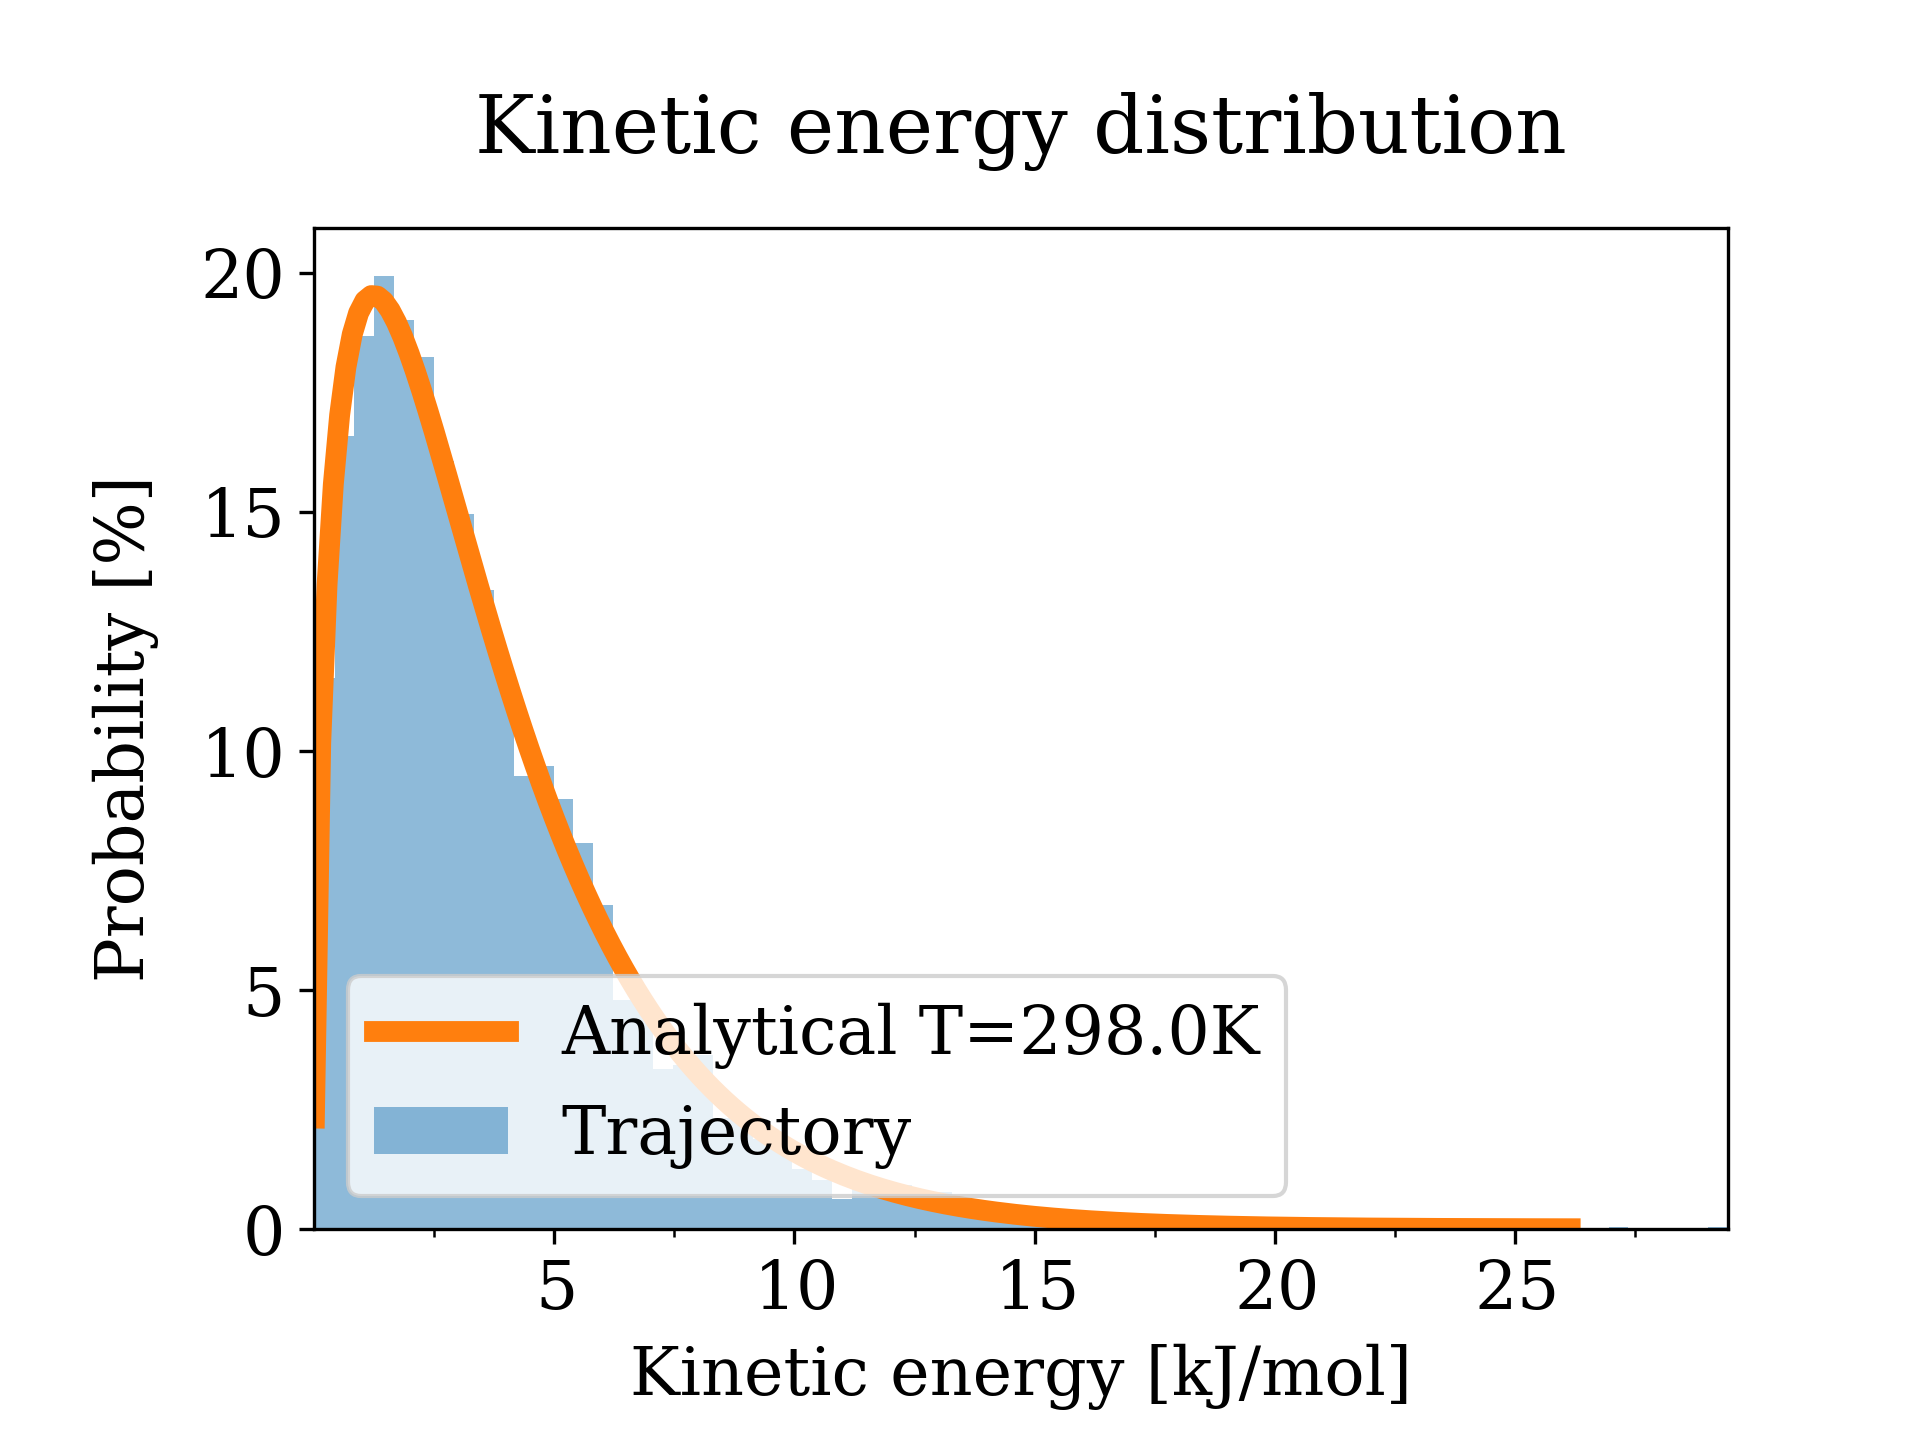 Kinetic energy distribution
20
15
10
5
0
Probability [%]
Analytical T=298.0K
Trajectory
5 10 15 20 25
Kinetic energy [kJ/mol]